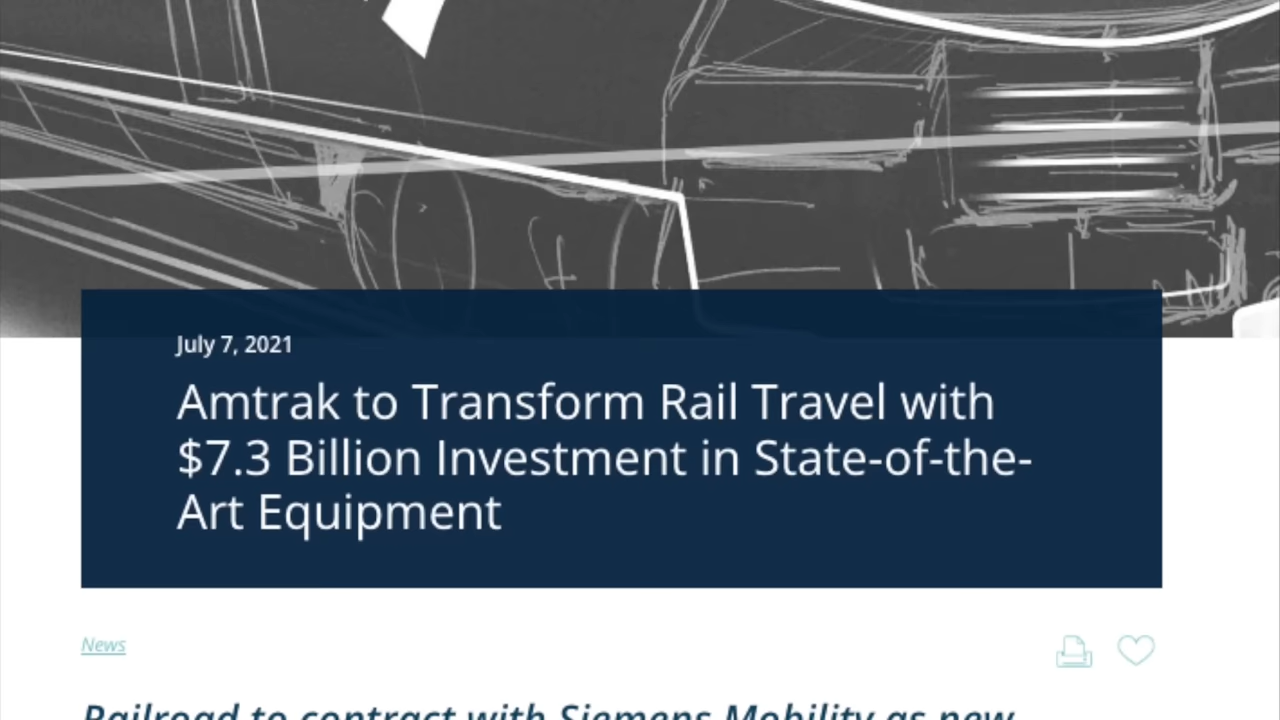 July 7, 2021
Amtrak to Transform Rail Travel with
$7.3 Billion Investment in State-of-the-
Art Equipment
News
Railroad to contract with Siemens Mobility as new